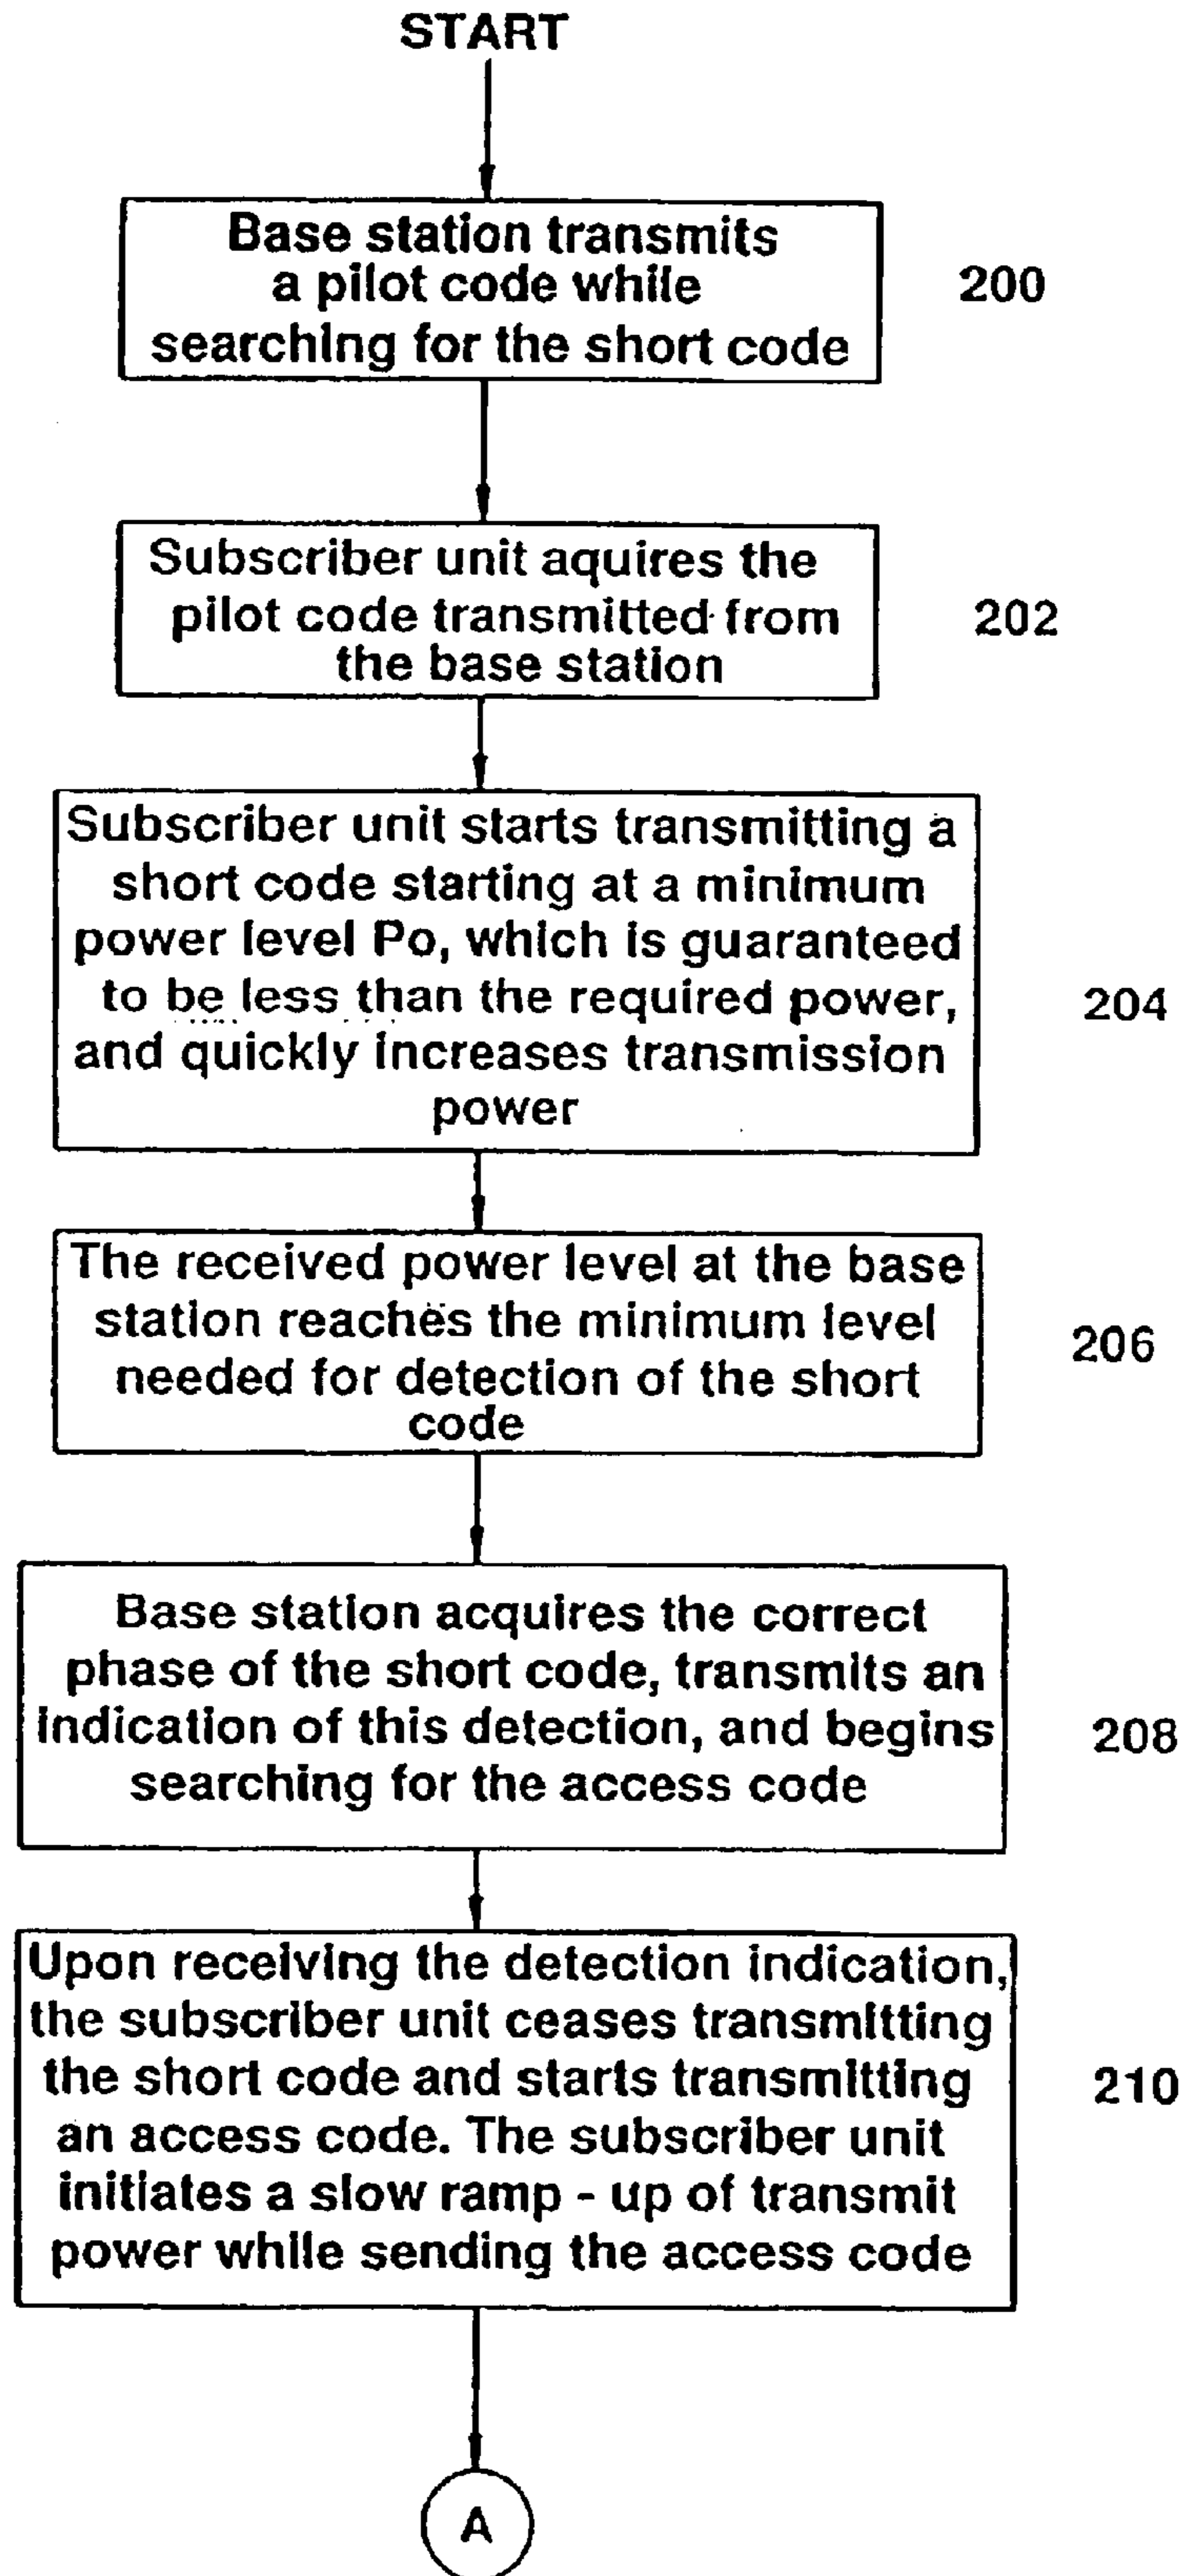 START
Base station transmits
a pilot code while
searching for the short code
200
Subscriber unit aquires the
pilot code transmitted from
the base station
202
Subscriber unit starts transmitting a
short code starting at a minimum
power level Po, which is guaranteed
to be less than the required power,
and quickly increases transmission
power
204
The received power level at the base
station reaches the minimum level
needed for detection of the short
code
206
Base station acquires the correct
phase of the short code, transmits an
indication of this detection, and begins
searching for the access code
208
Upon receiving the detection indication,
the subscriber unit ceases transmitting
the short code and starts transmitting
an access code. The subscriber unit
initiates a slow ramp - up of transmit
power while sending the access code
210
A